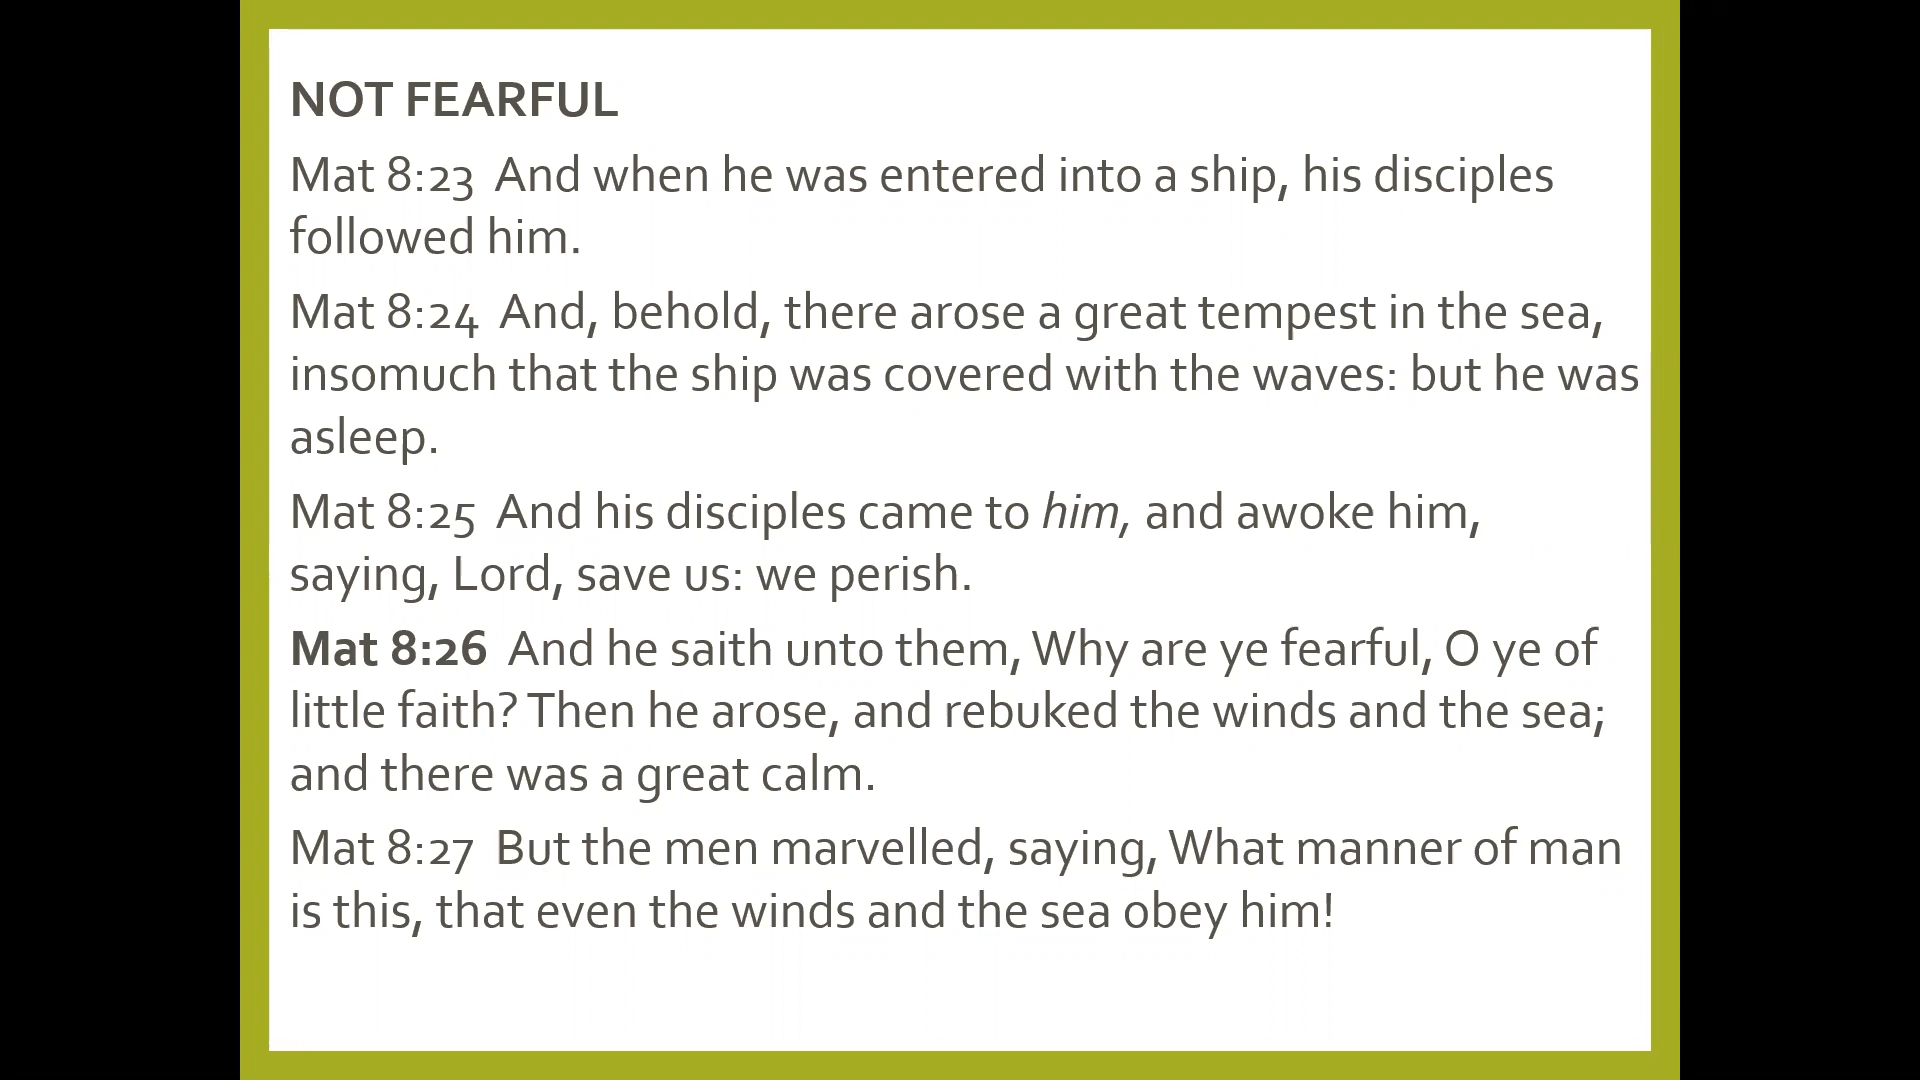 NOT FEARFUL
Mat 8:23  And when he was entered into a ship, his disciples
followed him.
Mat 8:24  And, behold, there arose a great tempest in the sea,
insomuch that the ship was covered with the waves: but he was
asleep.
Mat 8:25  And his disciples came to him, and awoke him,
saying, Lord, save us: we perish.
Mat 8:26  And he saith unto them, Why are ye fearful, O ye of
little faith? Then he arose, and rebuked the winds and the sea;
and there was a great calm.
Mat 8:27  But the men marvelled, saying, What manner of man
is this, that even the winds and the sea obey him!